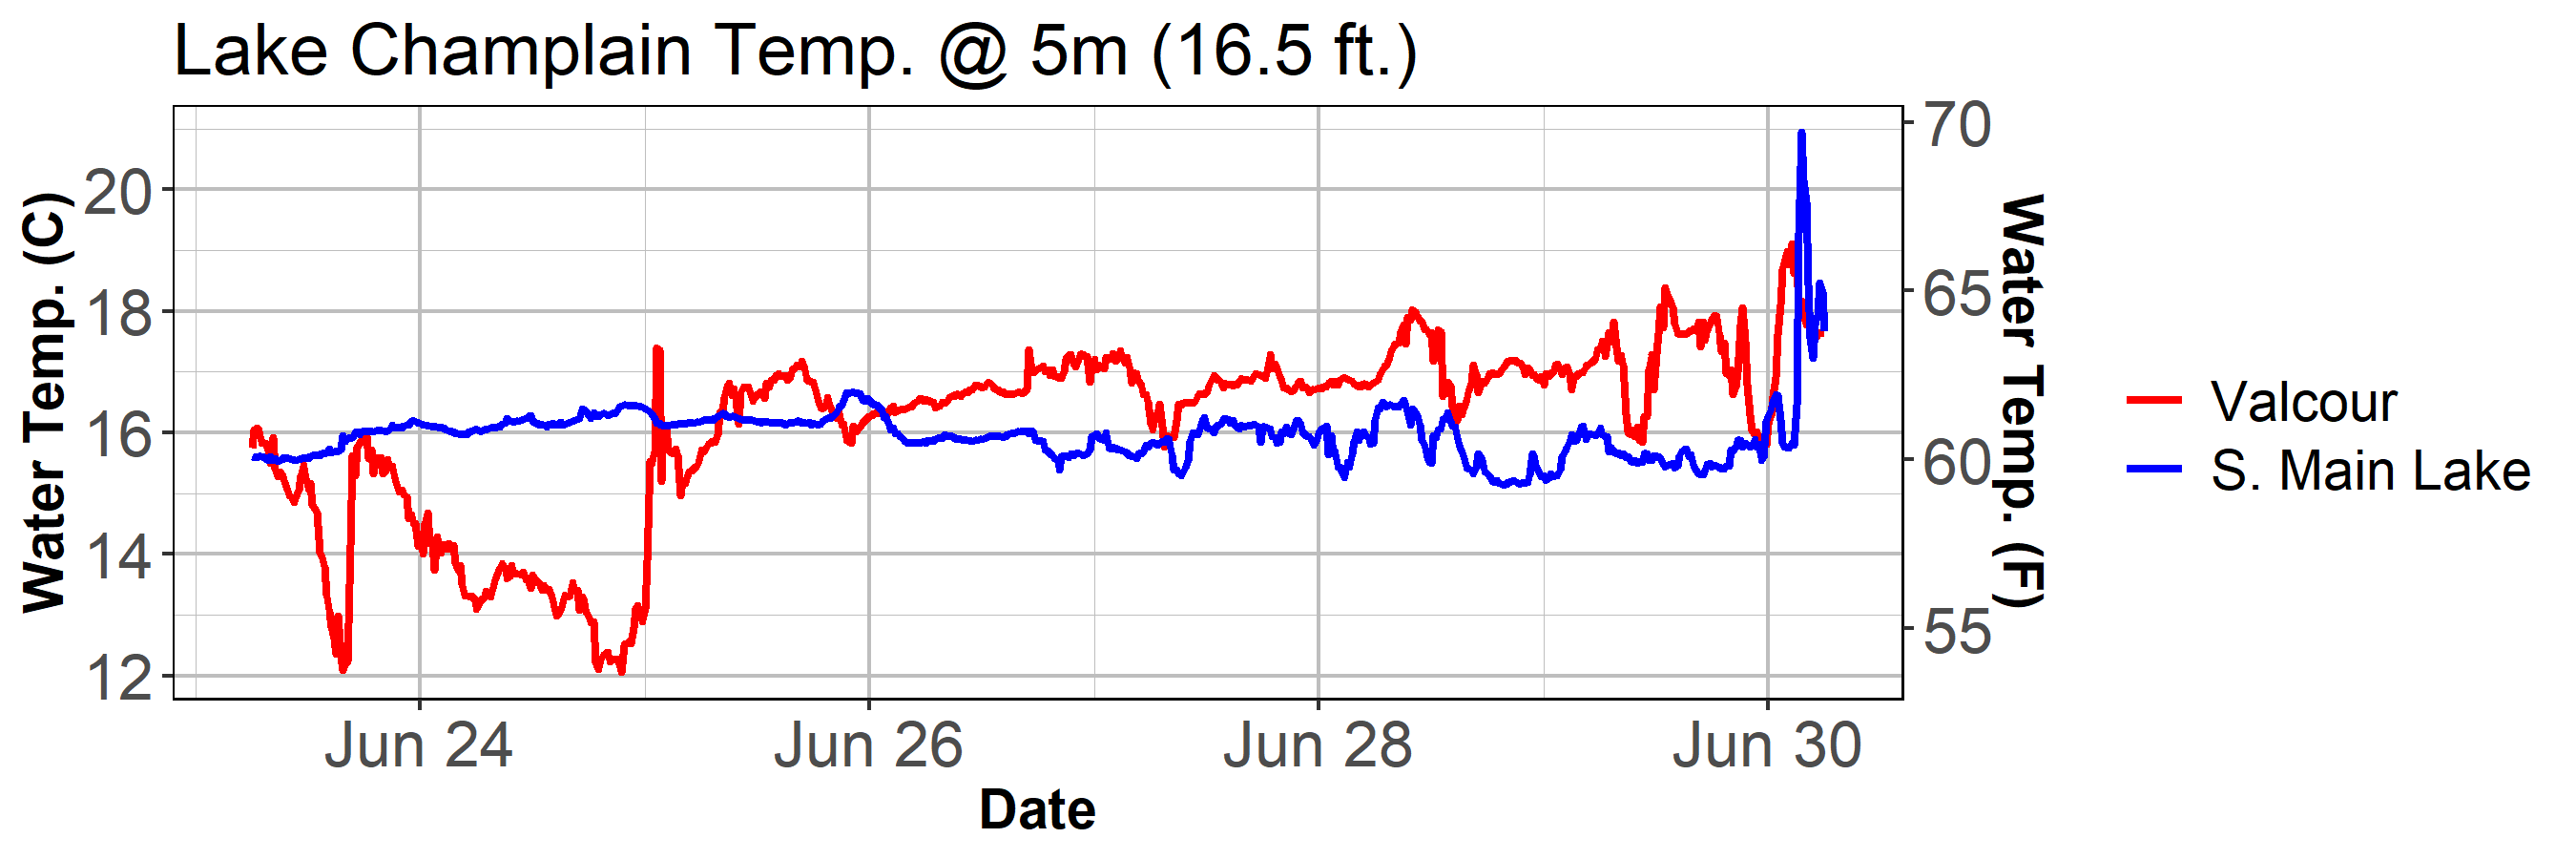 Lake Champlain Temp. @ 5m (16.5 ft.)
Water Temp. (C)
20
18
16
14
12
70
65
60
55
Water Temp. (F)
Jun 24
Jun 26
Jun 28
Jun 30
Date
Valcour
S. Main Lake